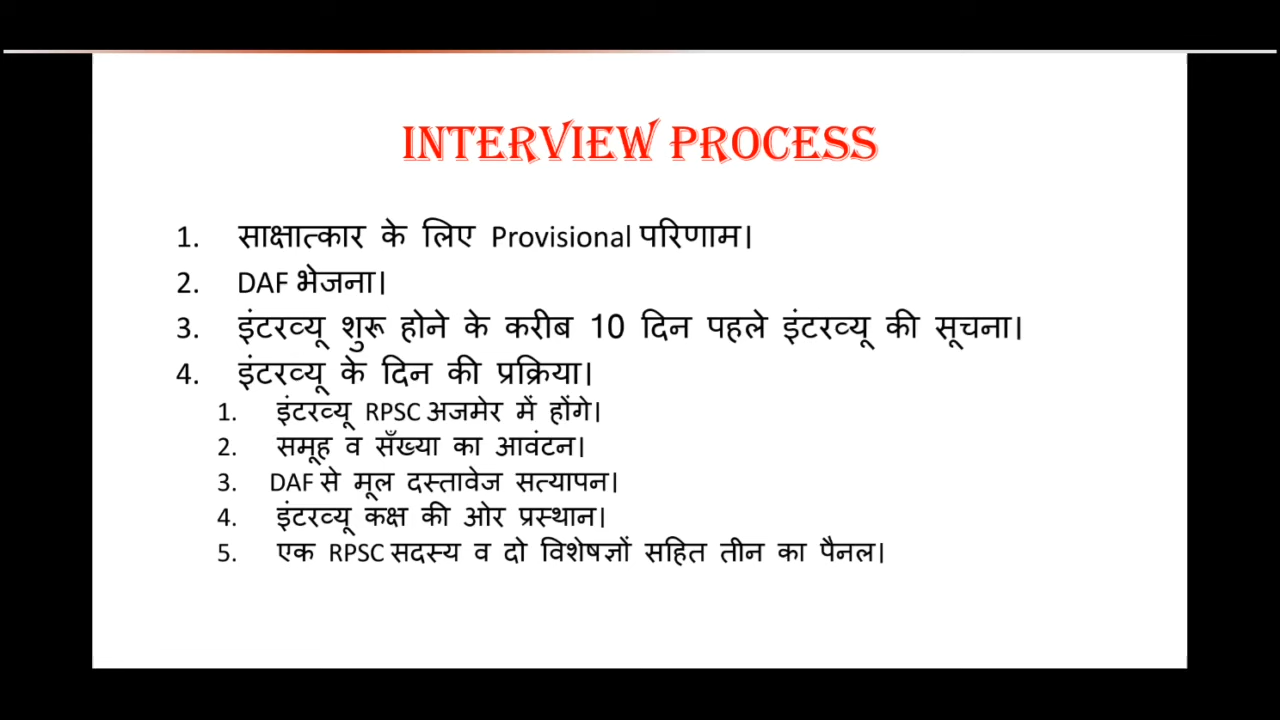 INTERVIEW PROCESS
1. साक्षात्कार के लिए Provisional परिणाम।
2. DAF भेजना।
3. इंटरव्यू शुरू होने के करीब 10 दिन पहले इंटरव्यू की सूचना।
4. इंटरव्यू के दिन की प्रक्रिया।
1. इंटरव्यू RPSC अजमेर में होंगे।
2. समूह व सँख्या का आवंटन।
3. DAF से मूल दस्तावेज सत्यापन।
4. इंटरव्यू कक्ष की ओर प्रस्थान।
5. एक RPSC सदस्य व दो विशेषज्ञों सहित तीन का पैनल।